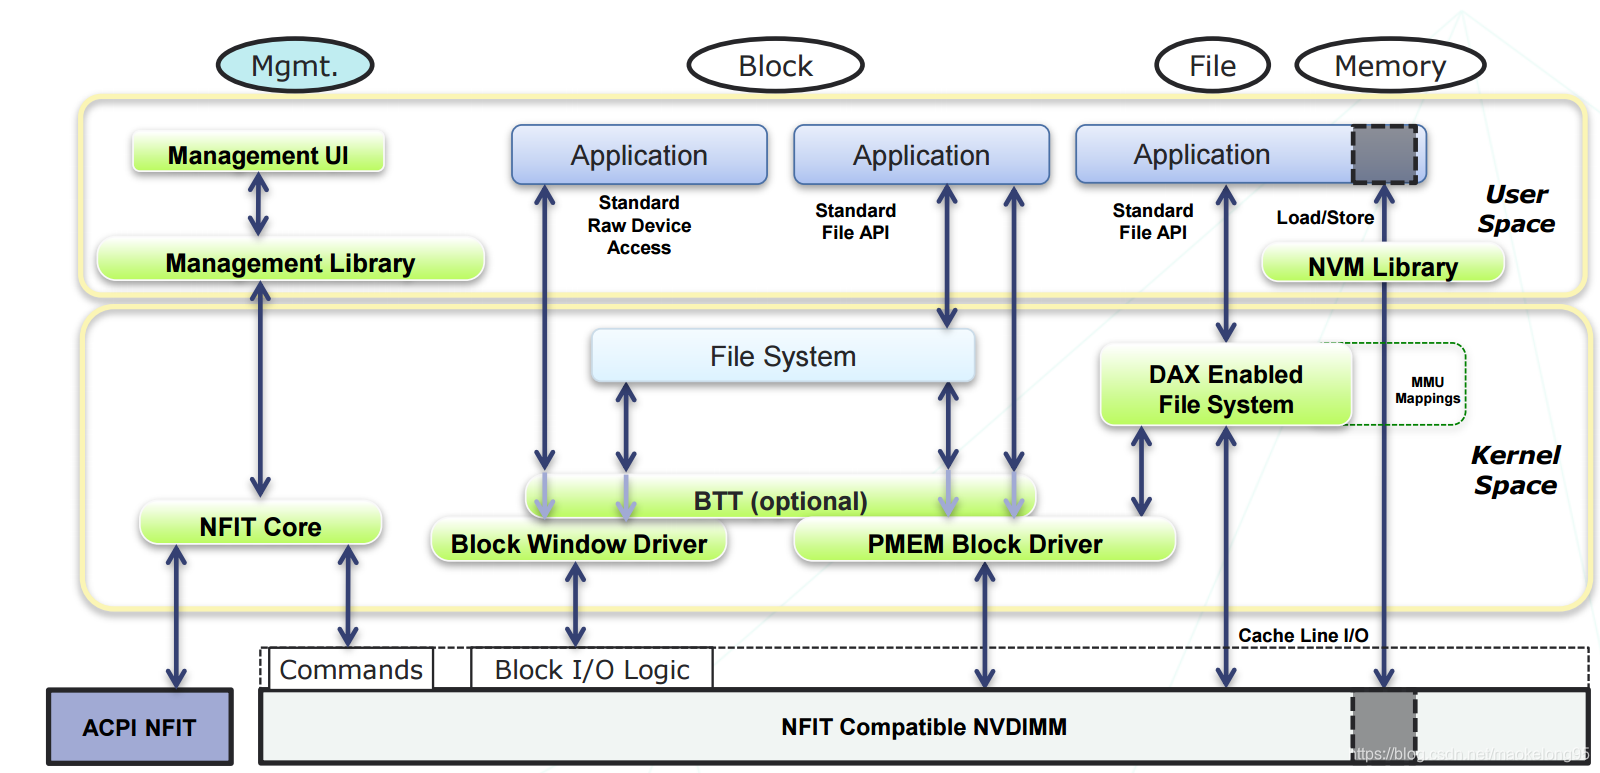 Mgmt.
Block
File
Memory
Management UI
Application
Application
Application
Standard
Raw Device
Access
Standard
File API
Standard
File API
Load/Store
User
Space
Management Library
NVM Library
File System
DAX Enabled
File System
MMU
Mappings
Kernel
Space
BTT (optional)
NFIT Core
Block Window Driver
PMEM Block Driver
Cache Line I/O
Commands
Block I/O Logic
ACPI NFIT
NFIT Compatible NVDIMM
https://blog.csdn.net/maokelong95